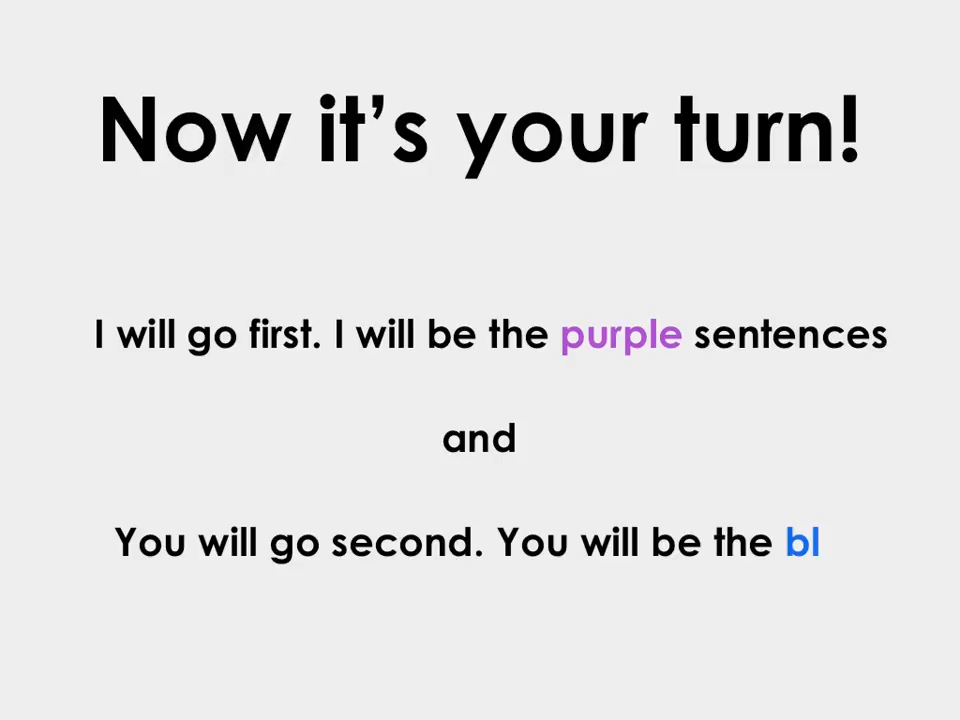 Now it’s your turn!
I will go first. I will be the purple sentences
and
You will go second. You will be the bl